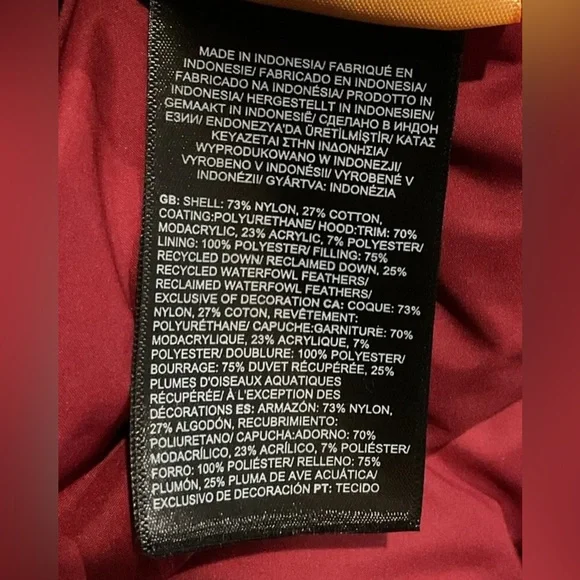 MADE IN INDONESIA/ FABRIQUÉ EN
INDONESIE/ FABRICADO EN INDONESIA/
FABRICADO NA INDONÉSIA/ PRODOTTO IN
INDONESIA/ HERGESTELLT IN INDONESIEN/
GEMAAKT IN INDONESIË/ СДЕЛАНО В ИНДОН
ЕЗИИ/ ENDONEZYA'DA ÜRETİLMİŞTİR/ ΚΑΤΑΣ
ΚΕΥΑΖΕΤΑΙ ΣΤΗΝ ΙΝΔΟΝΗΣΙΑ/
WYPRODUKOWANO W INDONEZJI/
VYROBENO V INDONÉSII/ VYROBENÉ V
INDONÉZII/ GYÁRTVA: INDONÉZIA
GB: SHELL: 73% NYLON, 27% COTTON,
COATING:POLYURETHANE/ HOOD:TRIM: 70%
MODACRYLIC, 23% ACRYLIC, 7% POLYESTER/
LINING: 100% POLYESTER/ FILLING: 75%
RECYCLED DOWN/ RECLAIMED DOWN, 25%
RECYCLED WATERFOWL FEATHERS/
RECLAIMED WATERFOWL FEATHERS/
EXCLUSIVE OF DECORATION CA: COQUE: 73%
NYLON, 27% COTON, REVÊTEMENT:
POLYURÉTHANE/ CAPUCHE:GARNITURE: 70%
MODACRYLIQUE, 23% ACRYLIQUE, 7%
POLYESTER/ DOUBLURE: 100% POLYESTER/
BOURRAGE: 75% DUVET RÉCUPÉRÉE, 25%
PLUMES D'OISEAUX AQUATIQUES
RÉCUPÉRÉE/ À L'EXCEPTION DES
DÉCORATIONS ES: ARMAZÓN: 73% NYLON,
27% ALGODÓN, RECUBRIMIENTO:
POLIURETANO/ CAPUCHA:ADORNO: 70%
MODACRÍLICO, 23% ACRÍLICO, 7% POLIÉSTER/
FORRO: 100% POLIÉSTER/ RELLENO: 75%
PLUMÓN, 25% PLUMA DE AVE ACUÁTICA/
EXCLUSIVO DE DECORACIÓN PT: TECIDO